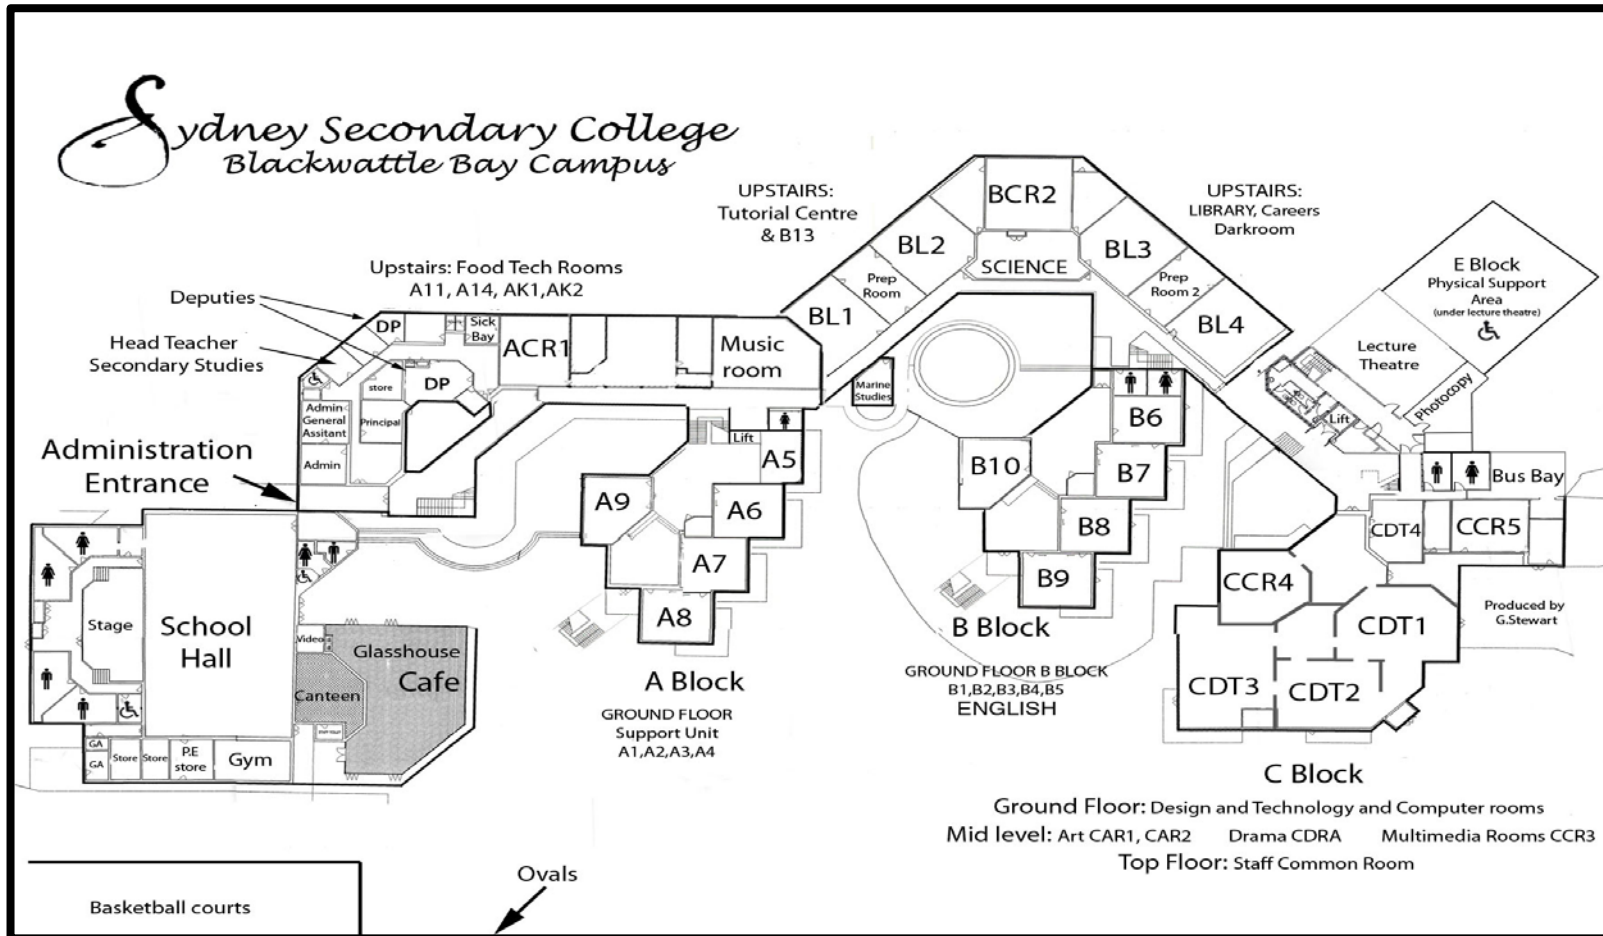 Sydney Secondary College
Blackwattle Bay Campus
UPSTAIRS:
Tutorial Centre
& B13
BCR2
UPSTAIRS:
LIBRARY, Careers
Darkroom
BL2
BL3
SCIENCE
Prep
Room
Prep
Room 2
BL1
BL4
E Block
Physical Support
Area
(under lecture theatre)
Lecture
Theatre
Photocopy
Lift
Upstairs: Food Tech Rooms
A11, A14, AK1,AK2
Deputies
Head Teacher
Secondary Studies
DP
Sick
Bay
ACR1
Music
room
store
DP
Admin
General
Assitant
Principal
Admin
Administration
Entrance
Marine
Studies
Lift
A5
A9
A6
A7
A8
B6
B10
B7
B8
B9
Bus Bay
CDT4
CCR5
CCR4
CDT1
CDT3
CDT2
Produced by
G.Stewart
Stage
School
Hall
Video
Glasshouse
Cafe
Canteen
GA
GA
Store
Store
P.E
store
Gym
A Block
GROUND FLOOR
Support Unit
A1,A2,A3,A4
B Block
GROUND FLOOR B BLOCK
B1,B2,B3,B4,B5
ENGLISH
C Block
Ground Floor: Design and Technology and Computer rooms
Mid level: Art CAR1, CAR2 Drama CDRA Multimedia Rooms CCR3
Top Floor: Staff Common Room
Ovals
Basketball courts